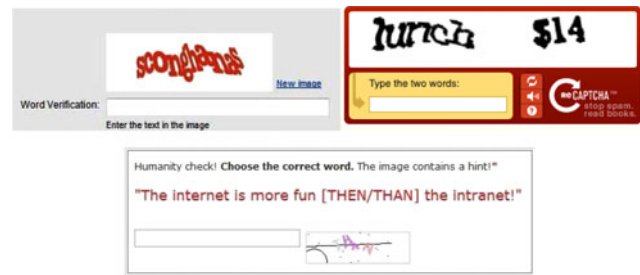 sconghanas
New image
Word Verification:
Enter the text in the image
lunch $14
Type the two words:
reCAPTCHA™
stop spam.
read books.
Humanity check! Choose the correct word. The image contains a hint!"
"The internet is more fun [THEN/THAN] the intranet!"